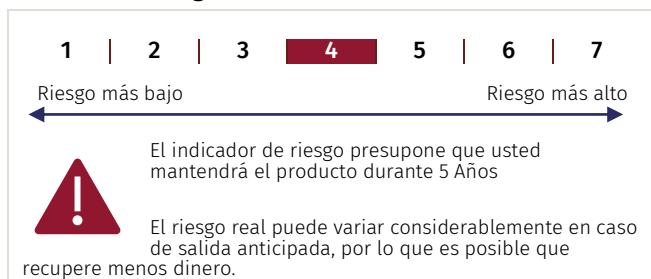 1 | 2 | 3 | 4 | 5 | 6 | 7
Riesgo más bajo Riesgo más alto
El indicador de riesgo presupone que usted
mantendrá el producto durante 5 Años
El riesgo real puede variar considerablemente en caso
de salida anticipada, por lo que es posible que
recupere menos dinero.